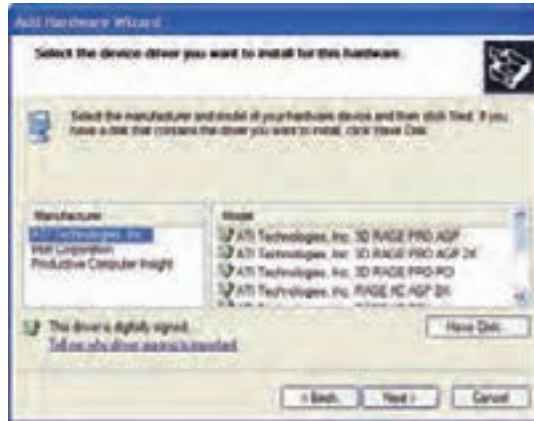 Add Hardware Wizard
Select the device driver you want to install for this hardware.
Select the manufacturer and model of your hardware device and then click Next. If you
have a disk that contains the driver you want to install, click Have Disk.
Manufacturer
ATI Technologies, Inc.
Intel Corporation
Productive Computer Insight
Model
ATI Technologies, Inc. 3D RAGE PRO AGP
ATI Technologies, Inc. 3D RAGE PRO AGP 2X
ATI Technologies, Inc. 3D RAGE PRO PCI
ATI Technologies, Inc. RAGE XC AGP 2X
This driver is digitally signed.
Tell me why driver signing is important
Have Disk...
< Back
Next >
Cancel